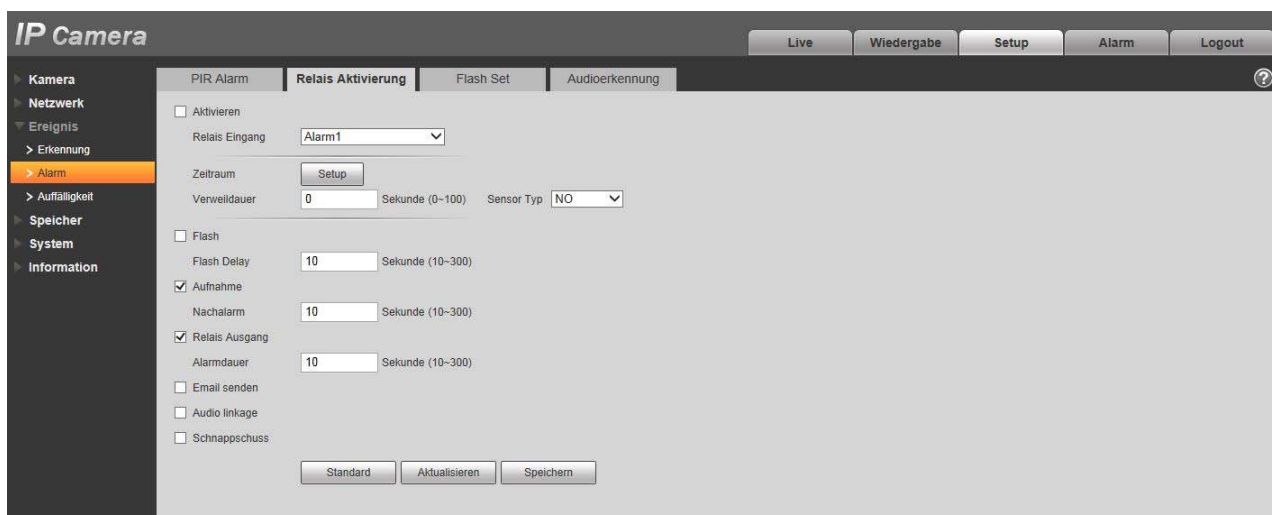 IP Camera
Live
Wiedergabe
Setup
Alarm
Logout
Kamera
Netzwerk
Ereignis
> Erkennung
> Alarm
> Auffälligkeit
Speicher
System
Information
PIR Alarm
Relais Aktivierung
Flash Set
Audioerkennung
?
Aktivieren
Relais Eingang Alarm1
Zeitraum Setup
Verweildauer 0 Sekunde (0~100) Sensor Typ NO
Flash
Flash Delay 10 Sekunde (10~300)
Aufnahme
Nachalarm 10 Sekunde (10~300)
Relais Ausgang
Alarmdauer 10 Sekunde (10~300)
Email senden
Audio linkage
Schnappschuss
Standard Aktualisieren Speichern